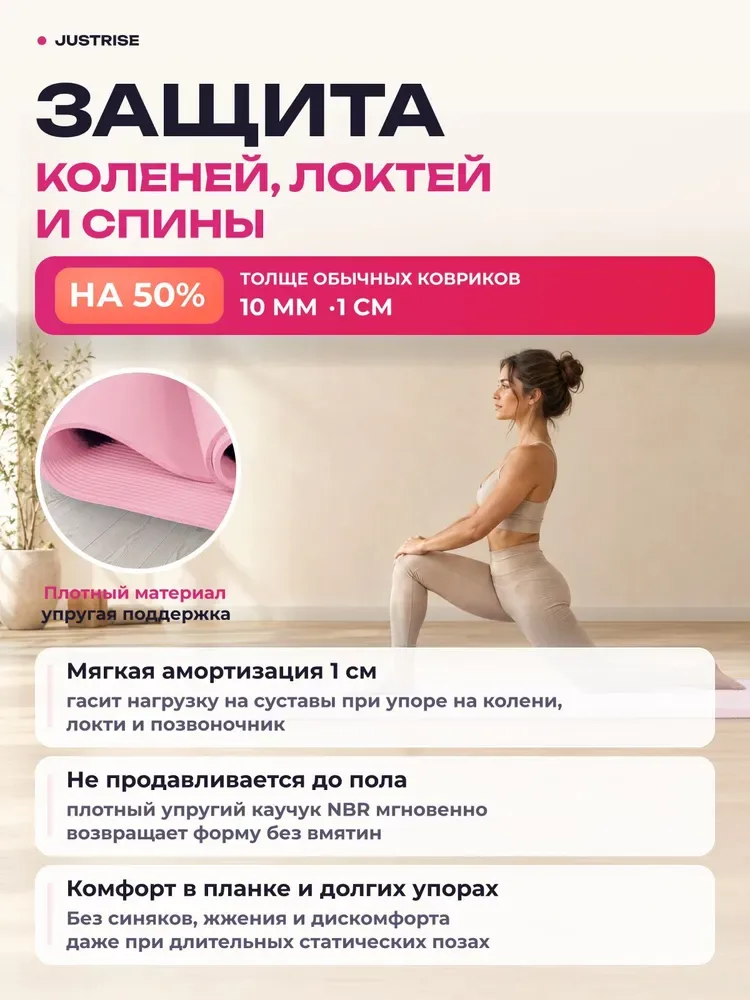 JUSTRISE
ЗАЩИТА
КОЛЕНЕЙ, ЛОКТЕЙ
И СПИНЫ
НА 50%
ТОЛЩЕ ОБЫЧНЫХ КОВРИКОВ
10 ММ ·1 СМ
Плотный материал
упругая поддержка
Мягкая амортизация 1 см
гасит нагрузку на суставы при упоре на колени,
локти и позвоночник
Не продавливается до пола
плотный упругий каучук NBR мгновенно
возвращает форму без вмятин
Комфорт в планке и долгих упорах
Без синяков, жжения и дискомфорта
даже при длительных статических позах